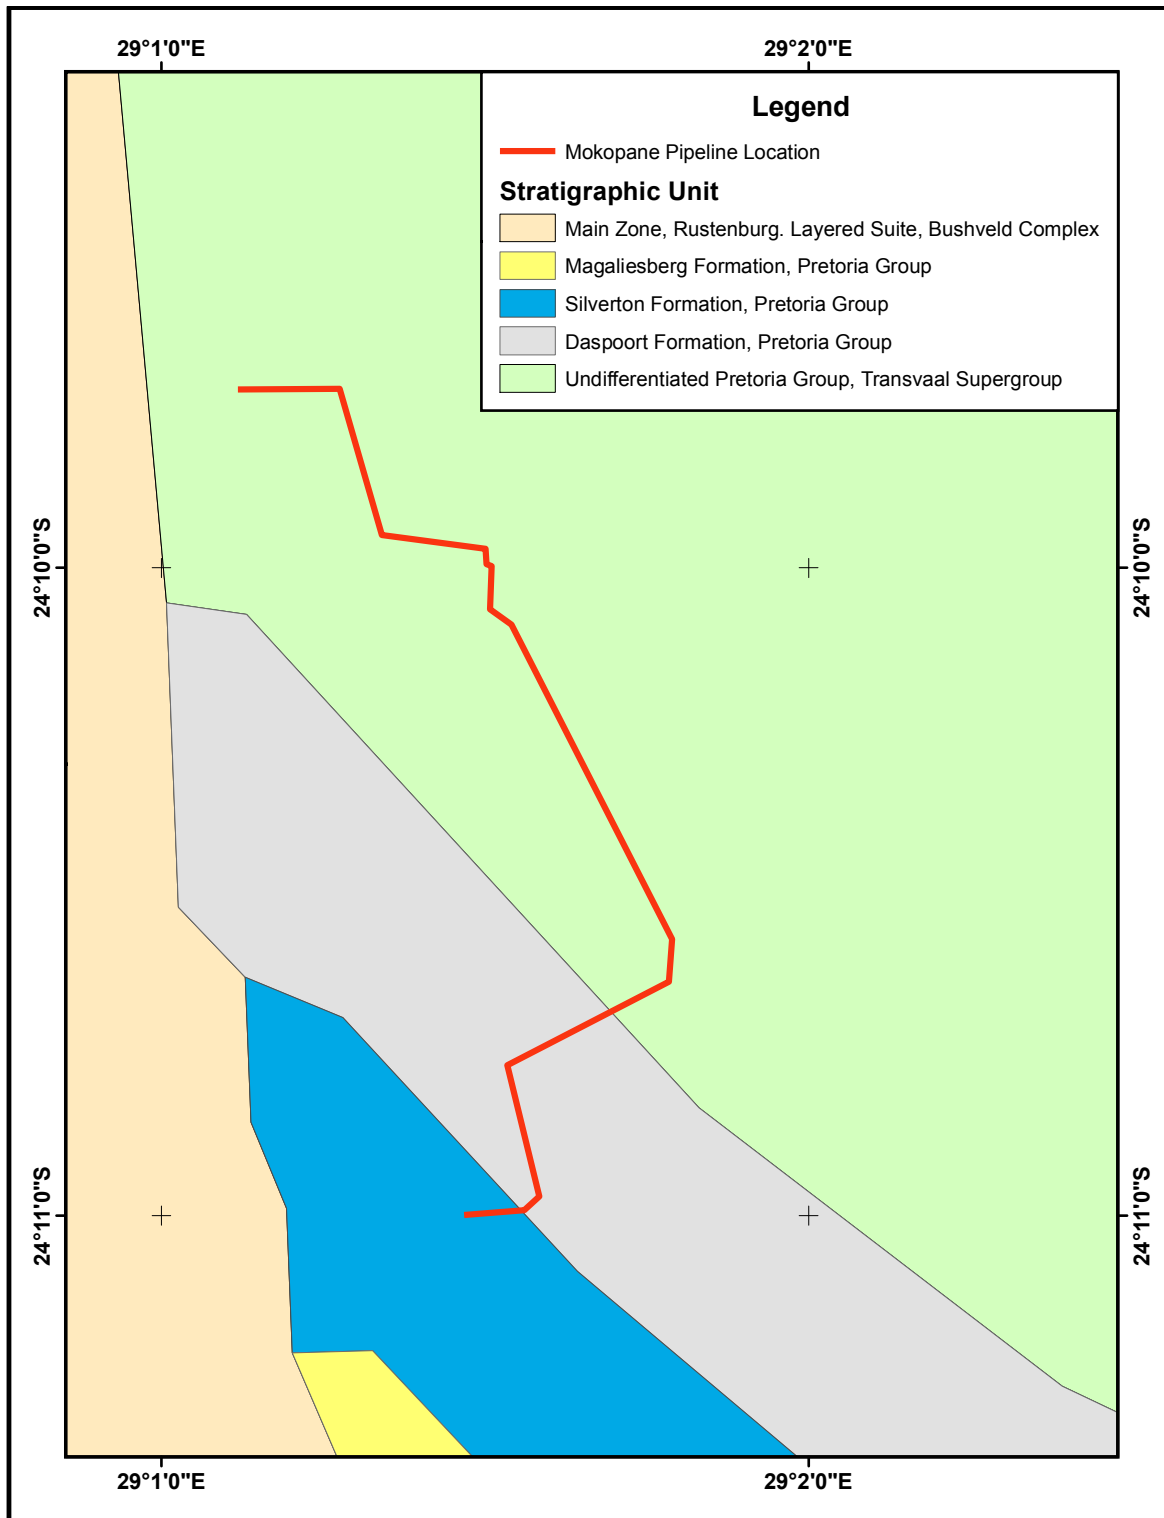 29°1'0"E
29°2'0"E
Legend
Mokopane Pipeline Location
Stratigraphic Unit
Main Zone, Rustenburg. Layered Suite, Bushveld Complex
Magaliesberg Formation, Pretoria Group
Silverton Formation, Pretoria Group
Daspoort Formation, Pretoria Group
Undifferentiated Pretoria Group, Transvaal Supergroup
24°10'0"S
24°10'0"S
24°11'0"S
24°11'0"S
29°1'0"E
29°2'0"E